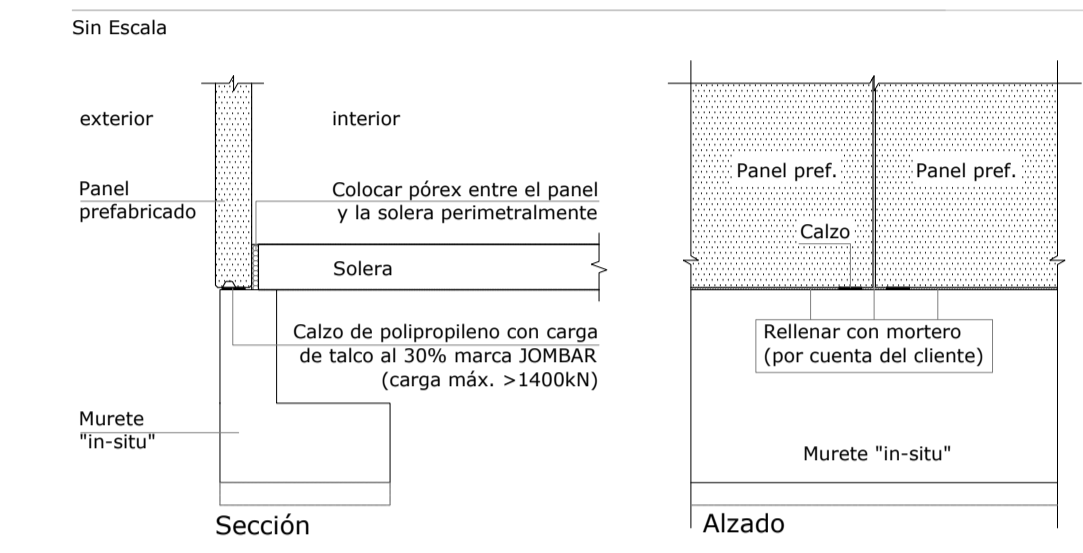 Sin Escala
exterior
interior
Panel
prefabricado
Colocar pórex entre el panel
y la solera perimetralmente
Solera
Calzo de polipropileno con carga
de talco al 30% marca JOMBAR
(carga máx. >1400kN)
Murete
"in-situ"
Sección
Panel pref.
Panel pref.
Calzo
Rellenar con mortero
(por cuenta del cliente)
Murete "in-situ"
Alzado